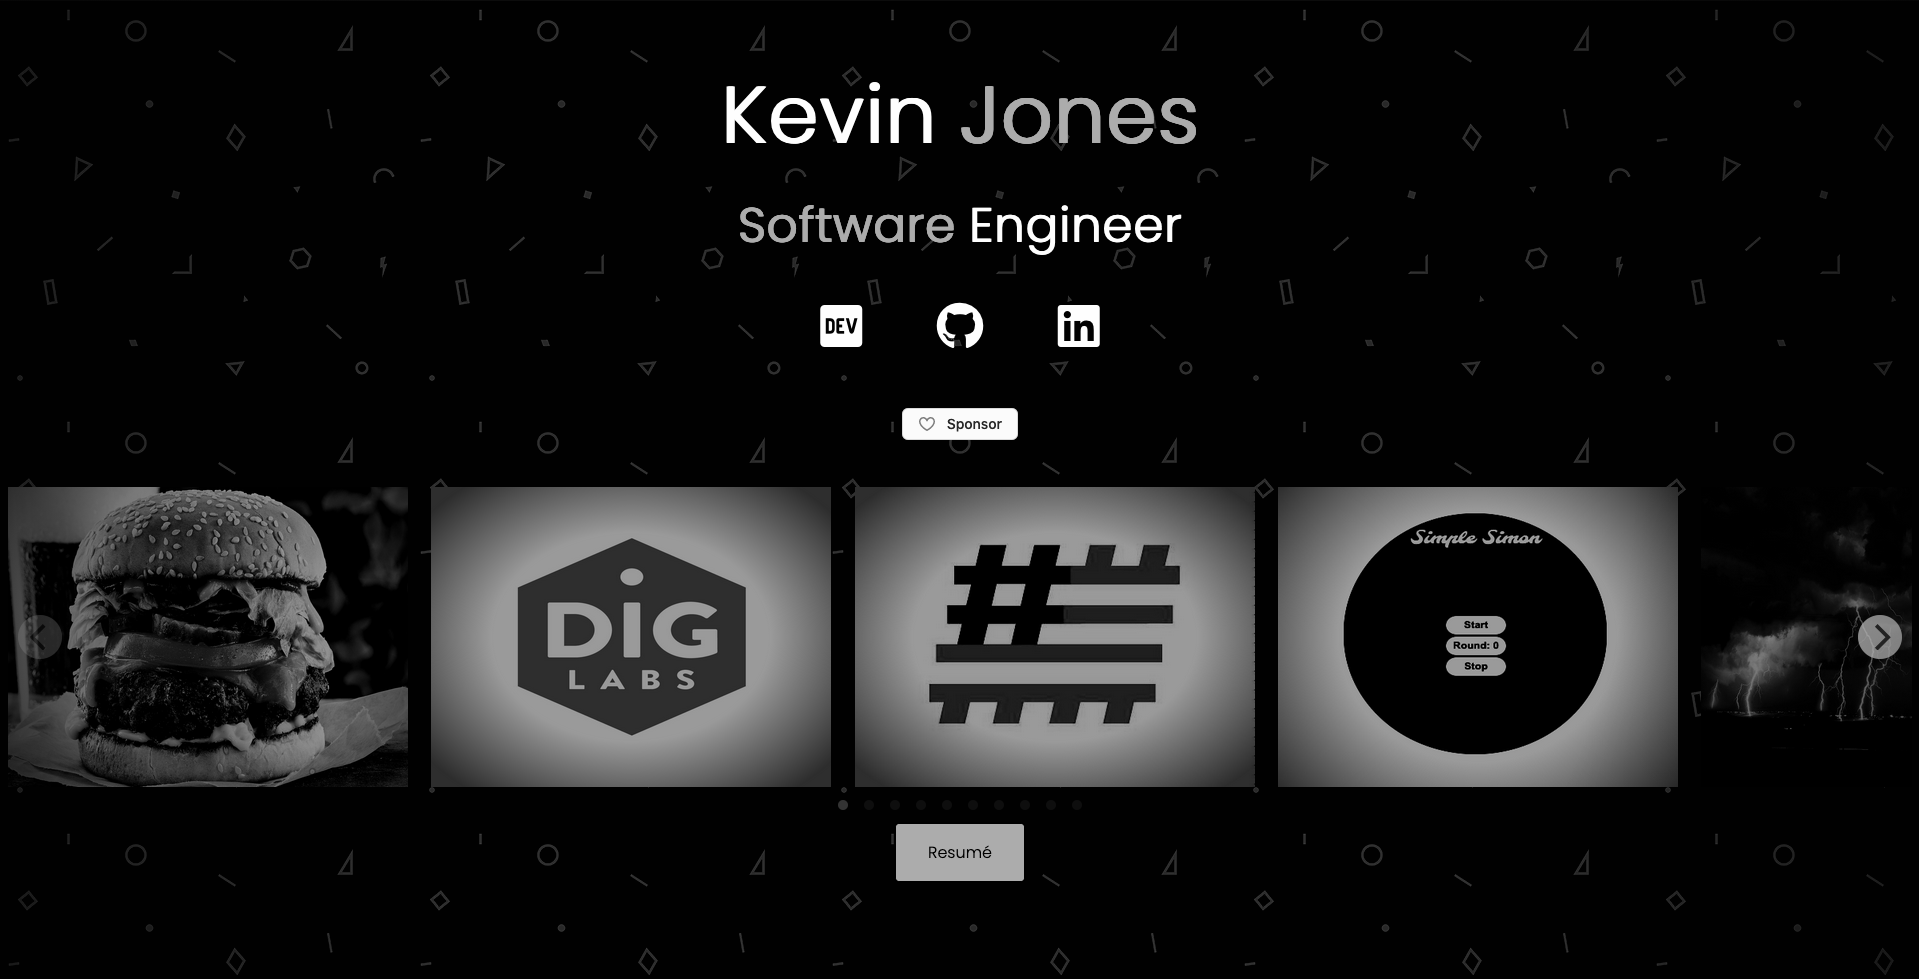 Kevin Jones
Software Engineer
DEV
in
Sponsor
DiG
LABS
Simple Simon
Start
Round: 0
Stop
Resumé